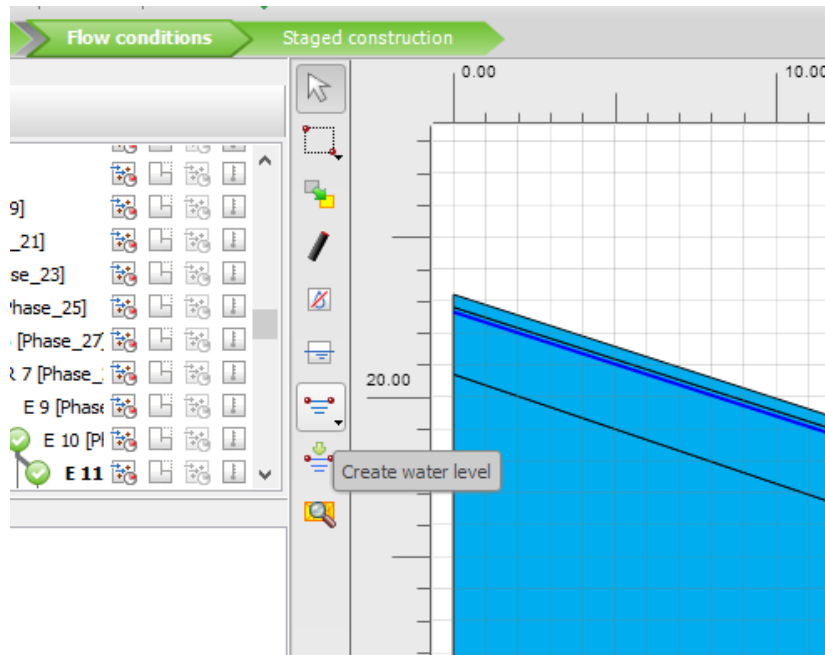 Flow conditions
Staged construction
0.00
10.00
9]
_21]
se_23]
Phase_25]
[Phase_27]
R 7 [Phase_
E 9 [Phase
E 10 [P
E 11
20.00
Create water level